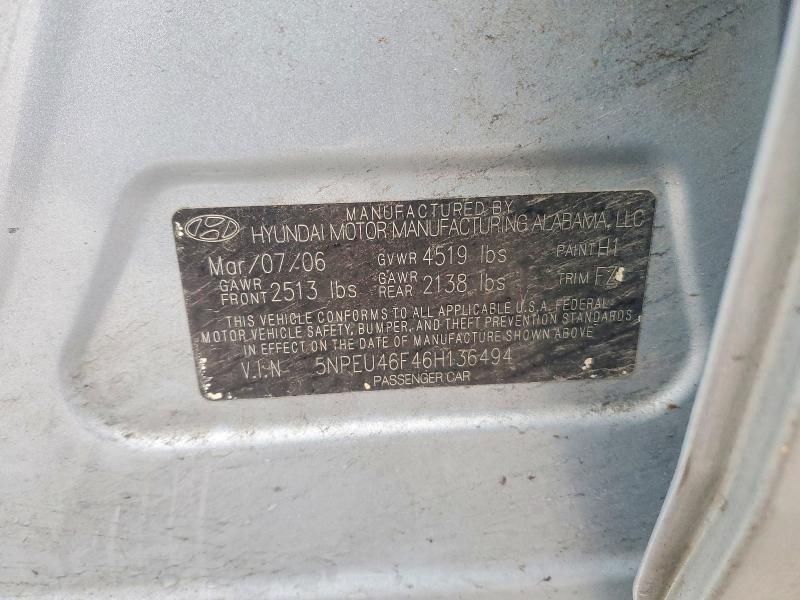 MANUFACTURED BY
HYUNDAI MOTOR MANUFACTURING ALABAMA, LLC
Mar/07/06 GVWR 4519 lbs PAINT H1
GAWR FRONT 2513 lbs GAWR REAR 2138 lbs TRIM
THIS VEHICLE CONFORMS TO ALL APPLICABLE U.S.A. FEDERAL
MOTOR VEHICLE SAFETY, BUMPER, AND THEFT PREVENTION STANDARDS
IN EFFECT ON THE DATE OF MANUFACTURE SHOWN ABOVE
V.I.N. 5NPEU46F46H136494
PASSENGER CAR